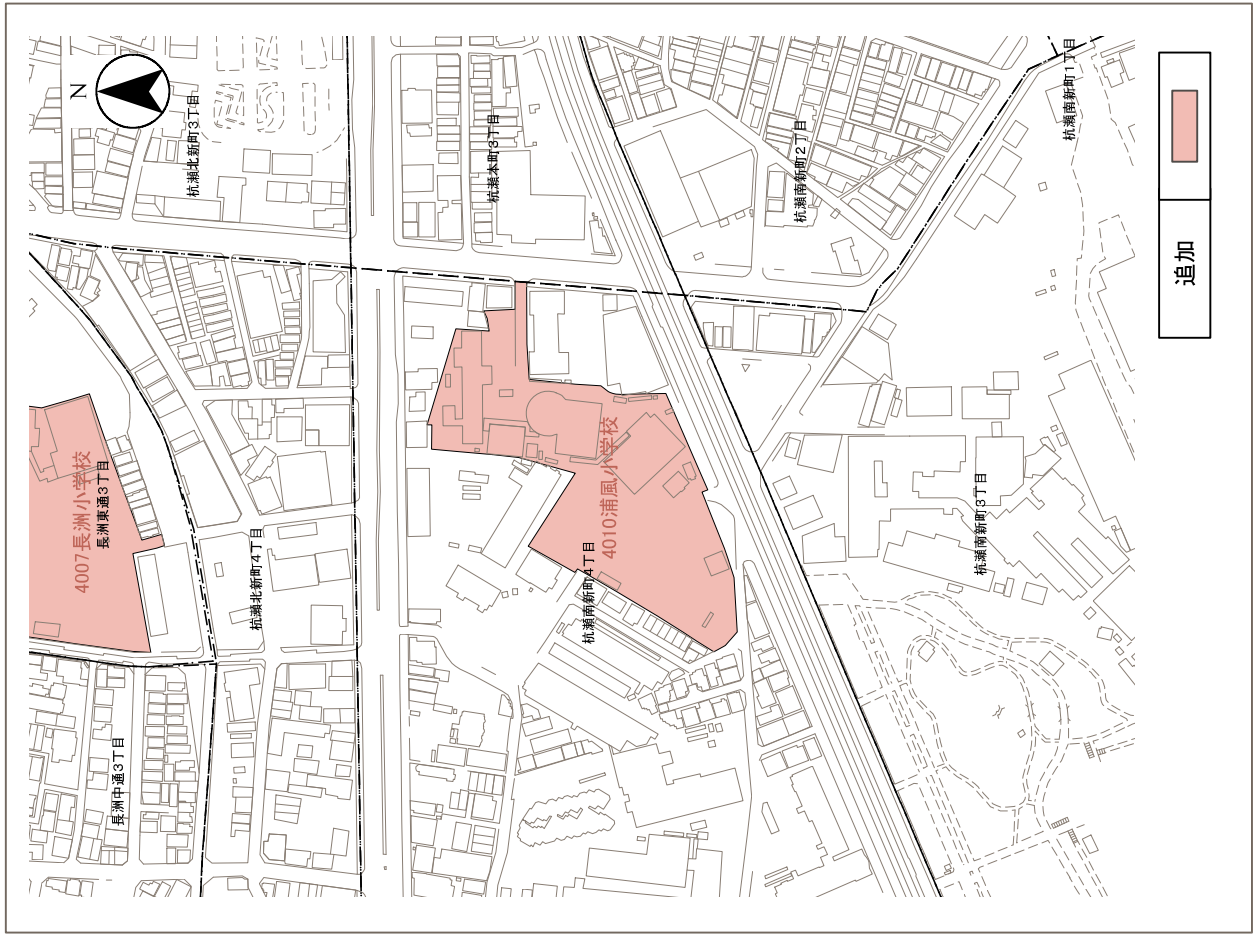 N
杭瀬北新町3丁目
杭瀬本町3丁目
杭瀬南新町2丁目
杭瀬南新町1丁目
4007長洲小学校
長洲東通3丁目
杭瀬北新町4丁目
4010浦風小学校
杭瀬南新町4丁目
杭瀬南新町3丁目
長洲中通3丁目
追加